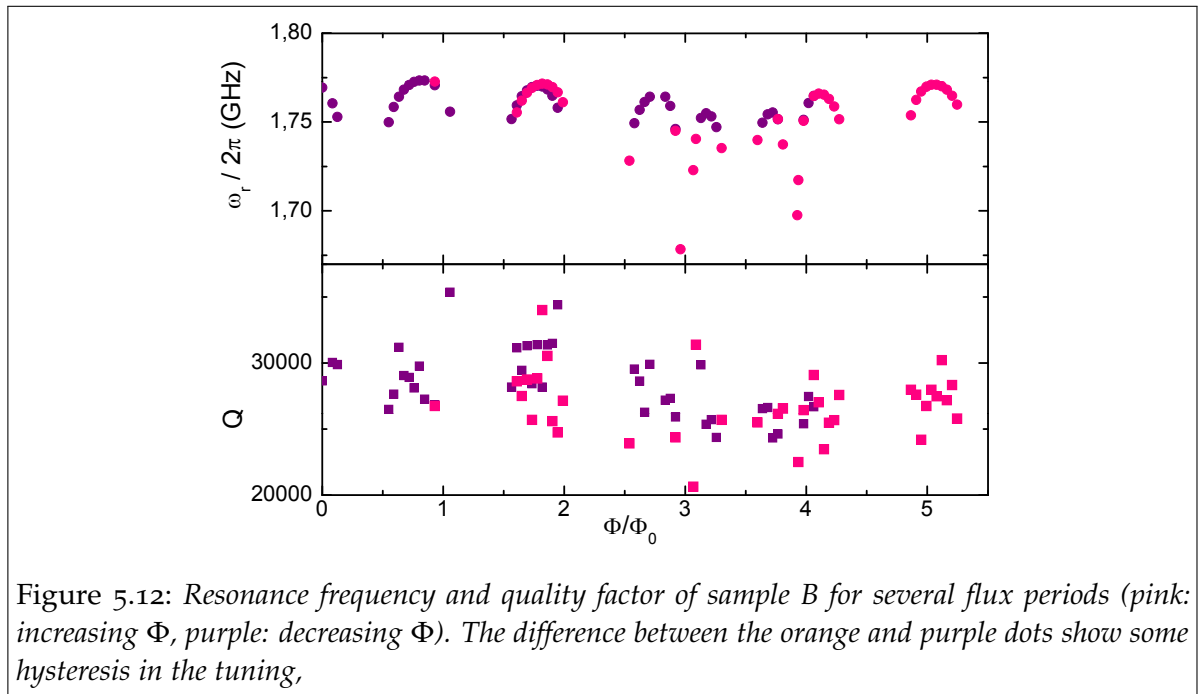 1,80
1,75
1,70
ω_r / 2π (GHz)
30000
20000
Q
0 1 2 3 4 5
Φ/Φ₀
Figure 5.12: Resonance frequency and quality factor of sample B for several flux periods (pink:
increasing Φ, purple: decreasing Φ). The difference between the orange and purple dots show some
hysteresis in the tuning,